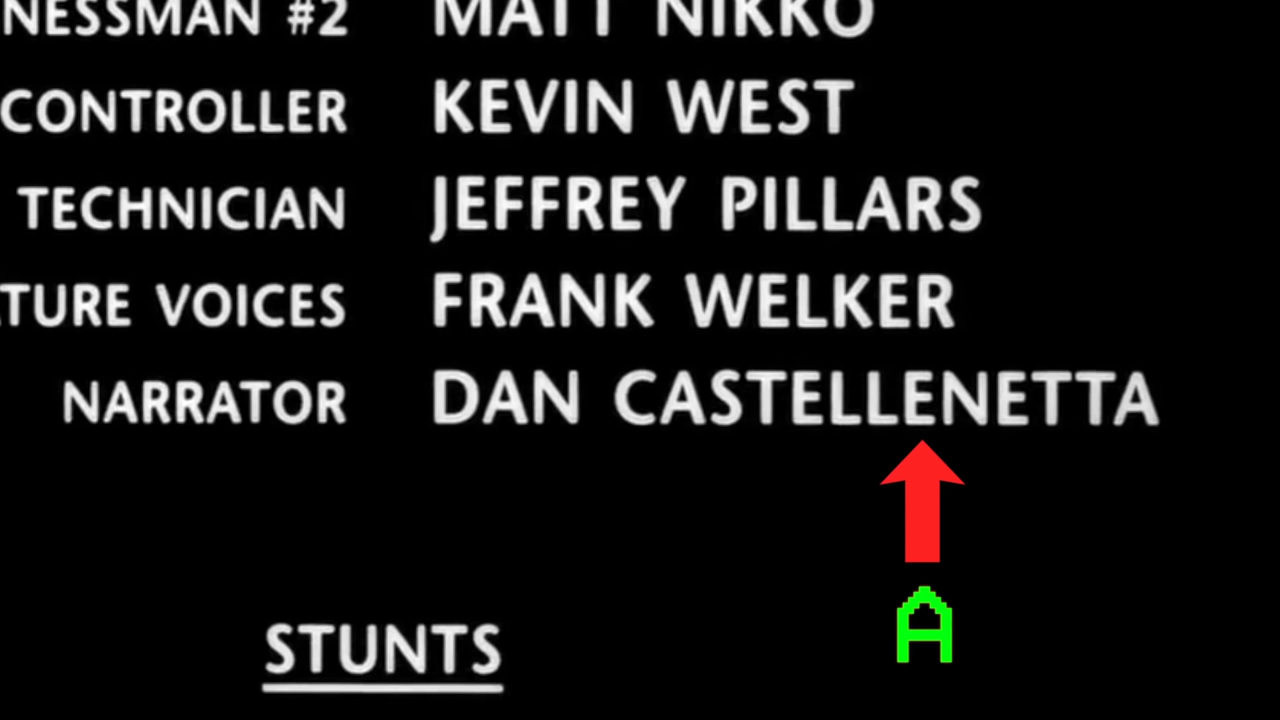 NESSMAN #2 MATT NIKKO
CONTROLLER KEVIN WEST
TECHNICIAN JEFFREY PILLARS
TURE VOICES FRANK WELKER
NARRATOR DAN CASTELLENETTA
A
STUNTS